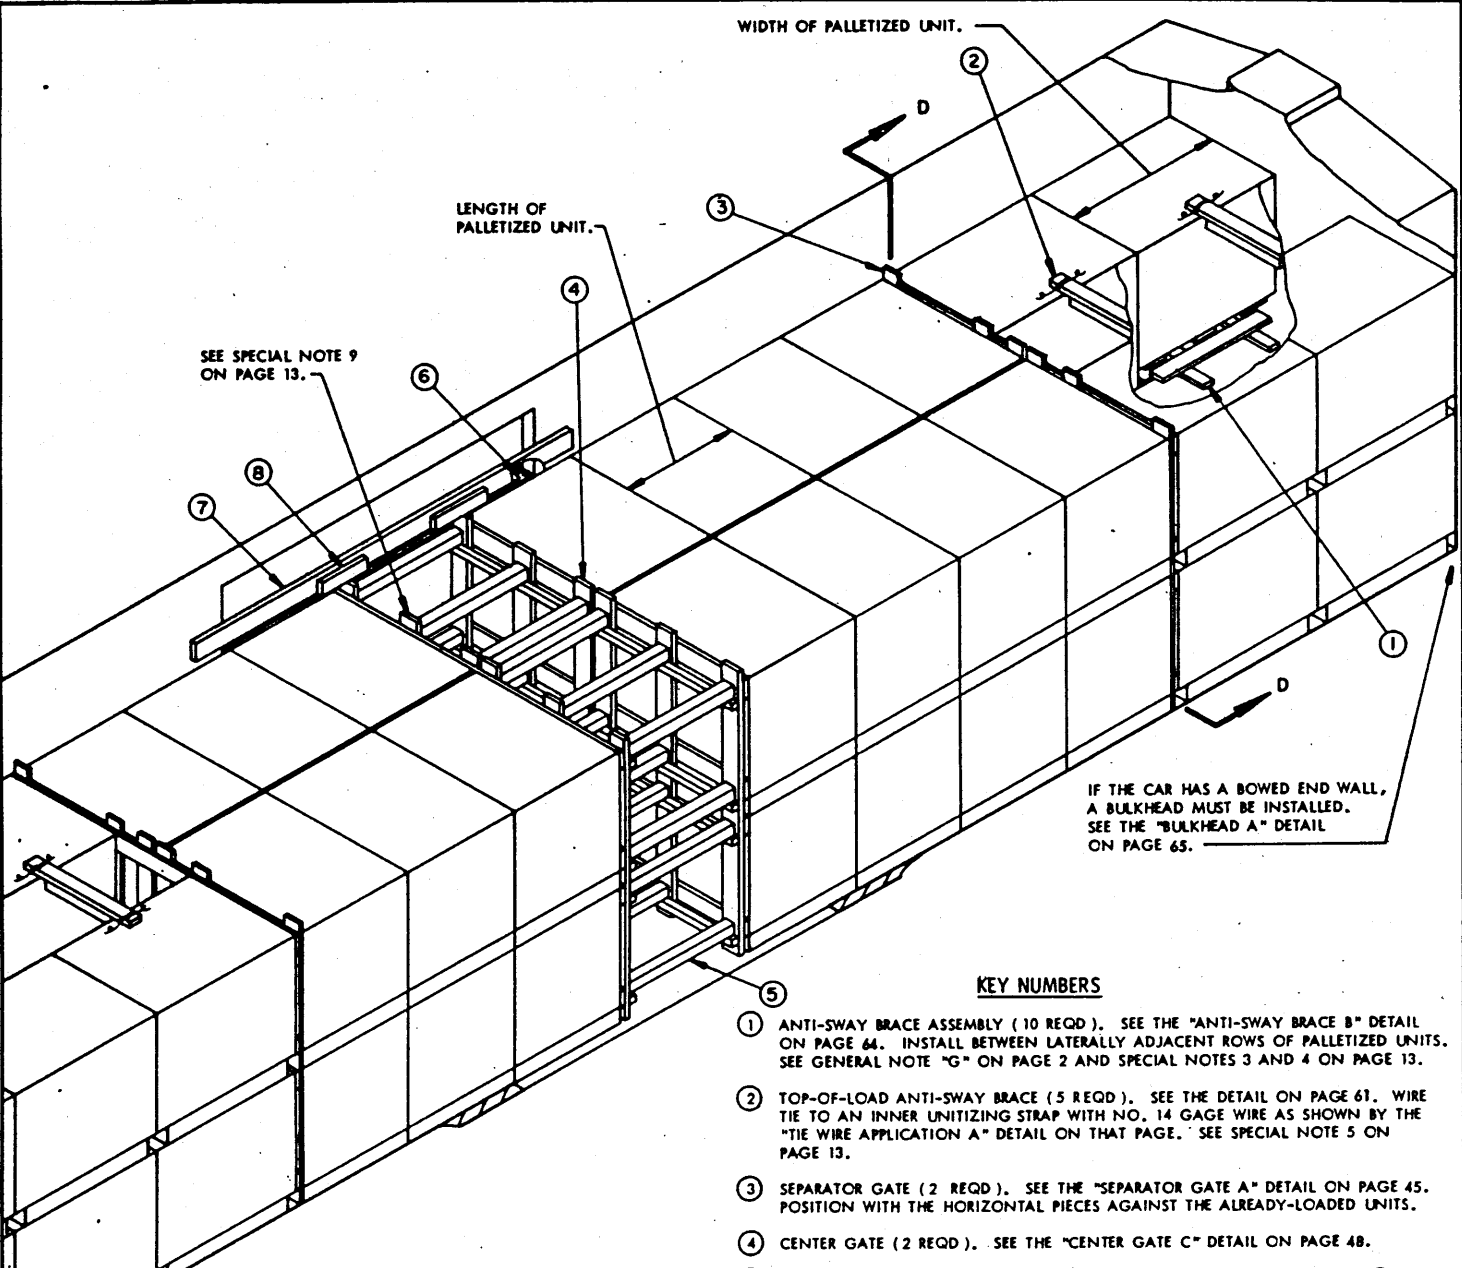 WIDTH OF PALLETIZED UNIT.
2
D
3
LENGTH OF
PALLETIZED UNIT.
4
SEE SPECIAL NOTE 9
ON PAGE 13.
6
8
7
1
D
IF THE CAR HAS A BOWED END WALL,
A BULKHEAD MUST BE INSTALLED.
SEE THE "BULKHEAD A" DETAIL
ON PAGE 65.
5
KEY NUMBERS
1 ANTI-SWAY BRACE ASSEMBLY (10 REQD). SEE THE "ANTI-SWAY BRACE B" DETAIL
ON PAGE 64. INSTALL BETWEEN LATERALLY ADJACENT ROWS OF PALLETIZED UNITS.
SEE GENERAL NOTE "G" ON PAGE 2 AND SPECIAL NOTES 3 AND 4 ON PAGE 13.
2 TOP-OF-LOAD ANTI-SWAY BRACE (5 REQD). SEE THE DETAIL ON PAGE 61. WIRE
TIE TO AN INNER UNITIZING STRAP WITH NO. 14 GAGE WIRE AS SHOWN BY THE
"TIE WIRE APPLICATION A" DETAIL ON THAT PAGE. SEE SPECIAL NOTE 5 ON
PAGE 13.
3 SEPARATOR GATE (2 REQD). SEE THE "SEPARATOR GATE A" DETAIL ON PAGE 45.
POSITION WITH THE HORIZONTAL PIECES AGAINST THE ALREADY-LOADED UNITS.
4 CENTER GATE (2 REQD). SEE THE "CENTER GATE C" DETAIL ON PAGE 48.